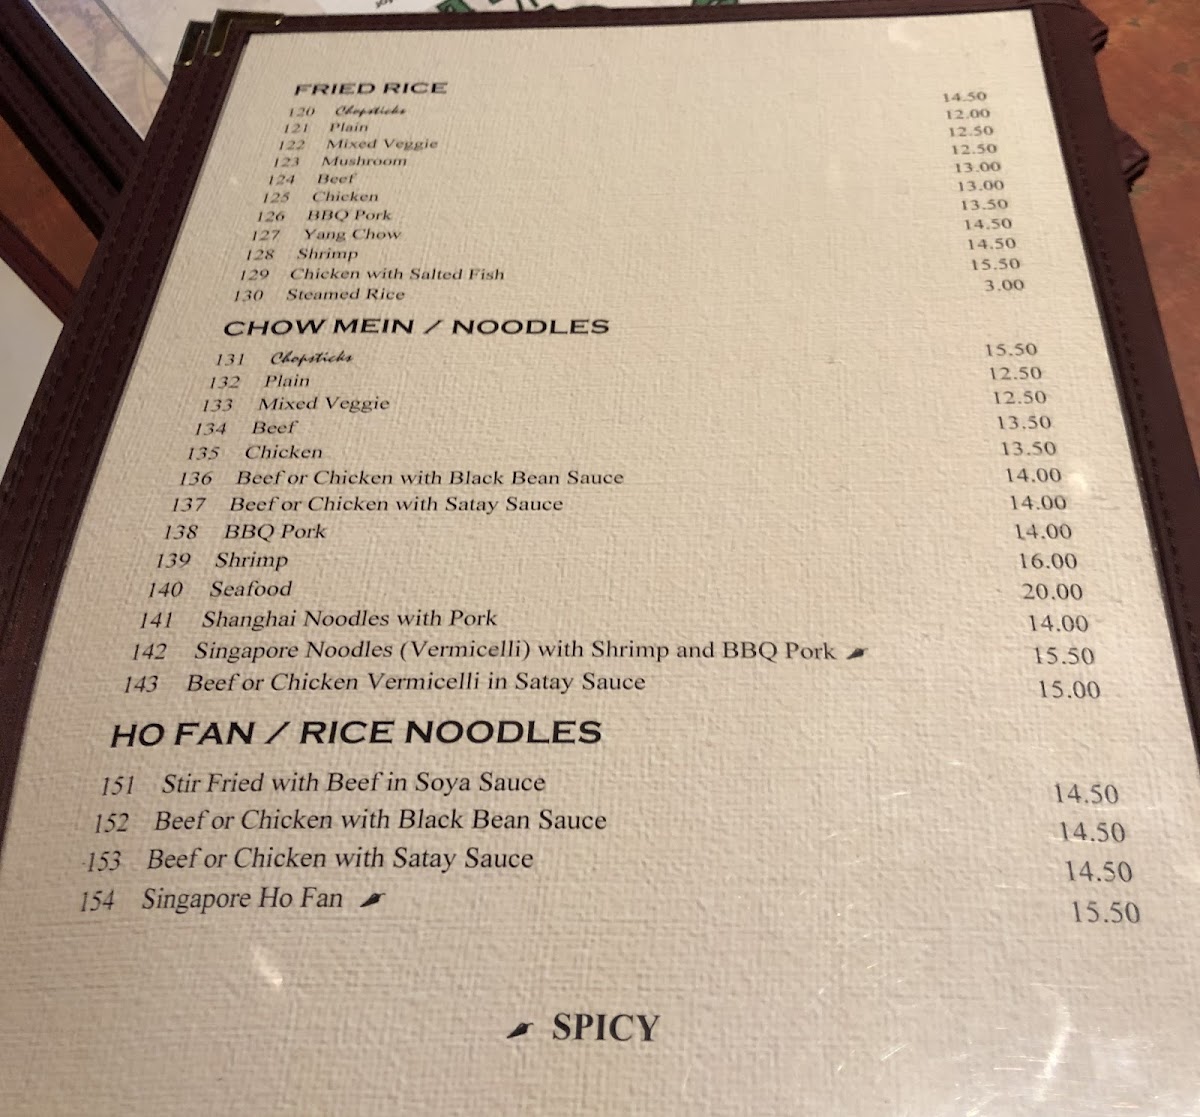 FRIED RICE
120 Chopsticks 14.50
121 Plain 12.00
122 Mixed Veggie 12.50
123 Mushroom 12.50
124 Beef 13.00
125 Chicken 13.00
126 BBQ Pork 13.50
127 Yang Chow 14.50
128 Shrimp 14.50
129 Chicken with Salted Fish 15.50
130 Steamed Rice 3.00
CHOW MEIN / NOODLES
131 Chopsticks 15.50
132 Plain 12.50
133 Mixed Veggie 12.50
134 Beef 13.50
135 Chicken 13.50
136 Beef or Chicken with Black Bean Sauce 14.00
137 Beef or Chicken with Satay Sauce 14.00
138 BBQ Pork 14.00
139 Shrimp 16.00
140 Seafood 20.00
141 Shanghai Noodles with Pork 14.00
142 Singapore Noodles (Vermicelli) with Shrimp and BBQ Pork 15.50
143 Beef or Chicken Vermicelli in Satay Sauce 15.00
HO FAN / RICE NOODLES
151 Stir Fried with Beef in Soya Sauce 14.50
152 Beef or Chicken with Black Bean Sauce 14.50
153 Beef or Chicken with Satay Sauce 14.50
154 Singapore Ho Fan 15.50
SPICY